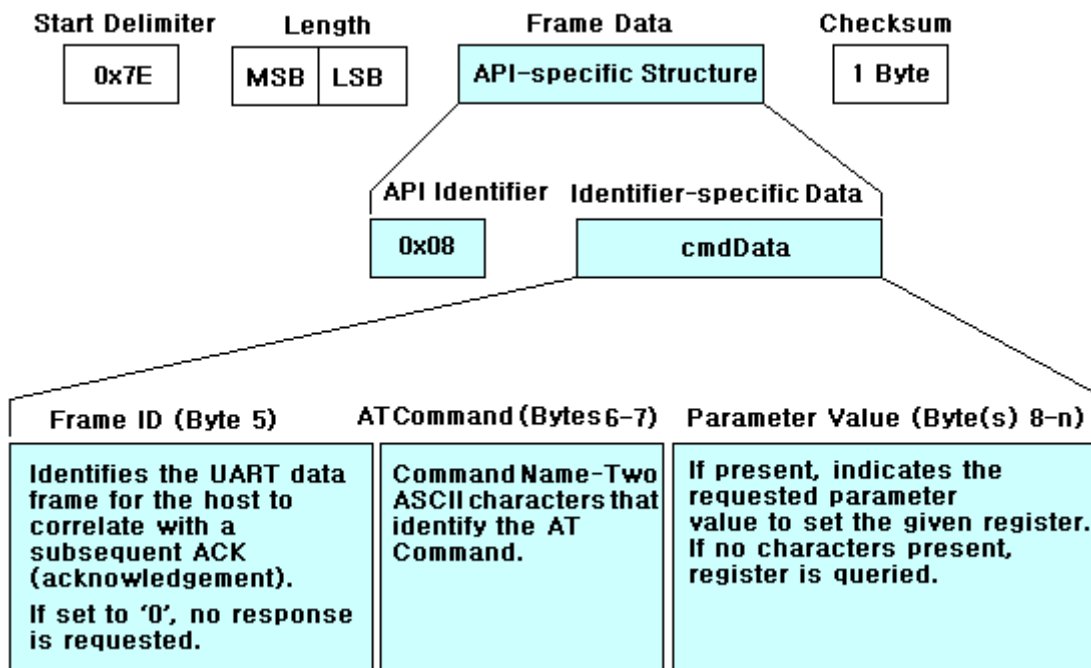 Start Delimiter Length Frame Data Checksum
0x7E MSB LSB API-specific Structure 1 Byte
API Identifier Identifier-specific Data
0x08 cmdData
Frame ID (Byte 5)
Identifies the UART data
frame for the host to
correlate with a
subsequent ACK
(acknowledgement).
If set to ‘0’, no response
is requested.
ATCommand (Bytes 6-7)
Command Name-Two
ASCII characters that
identify the AT
Command.
Parameter Value (Byte(s) 8-n)
If present, indicates the
requested parameter
value to set the given register.
If no characters present,
register is queried.